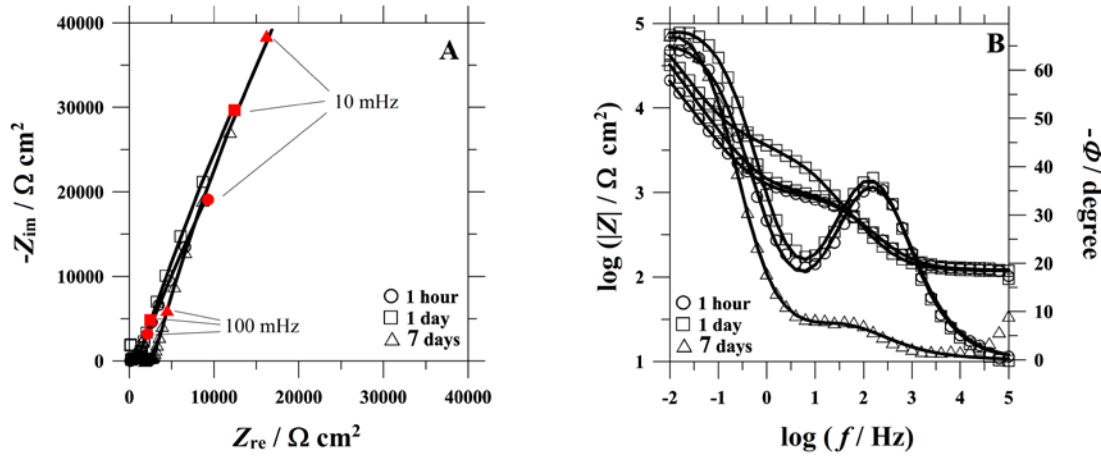 A
40000
30000
20000
10000
0
-Zim / Ω cm2
10 mHz
100 mHz
1 hour
1 day
7 days
0 10000 20000 30000 40000
Zre / Ω cm2
B
5
4
3
2
1
log (|Z| / Ω cm2)
60
50
40
30
20
10
0
-Φ / degree
1 hour
1 day
7 days
-2 -1 0 1 2 3 4 5
log (f / Hz)